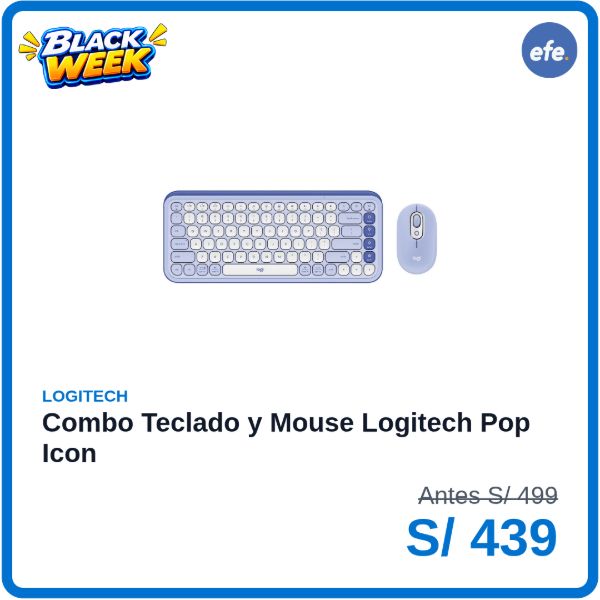 BLACK
WEEK
efe.
LOGITECH
Combo Teclado y Mouse Logitech Pop
Icon
Antes S/ 499
S/ 439